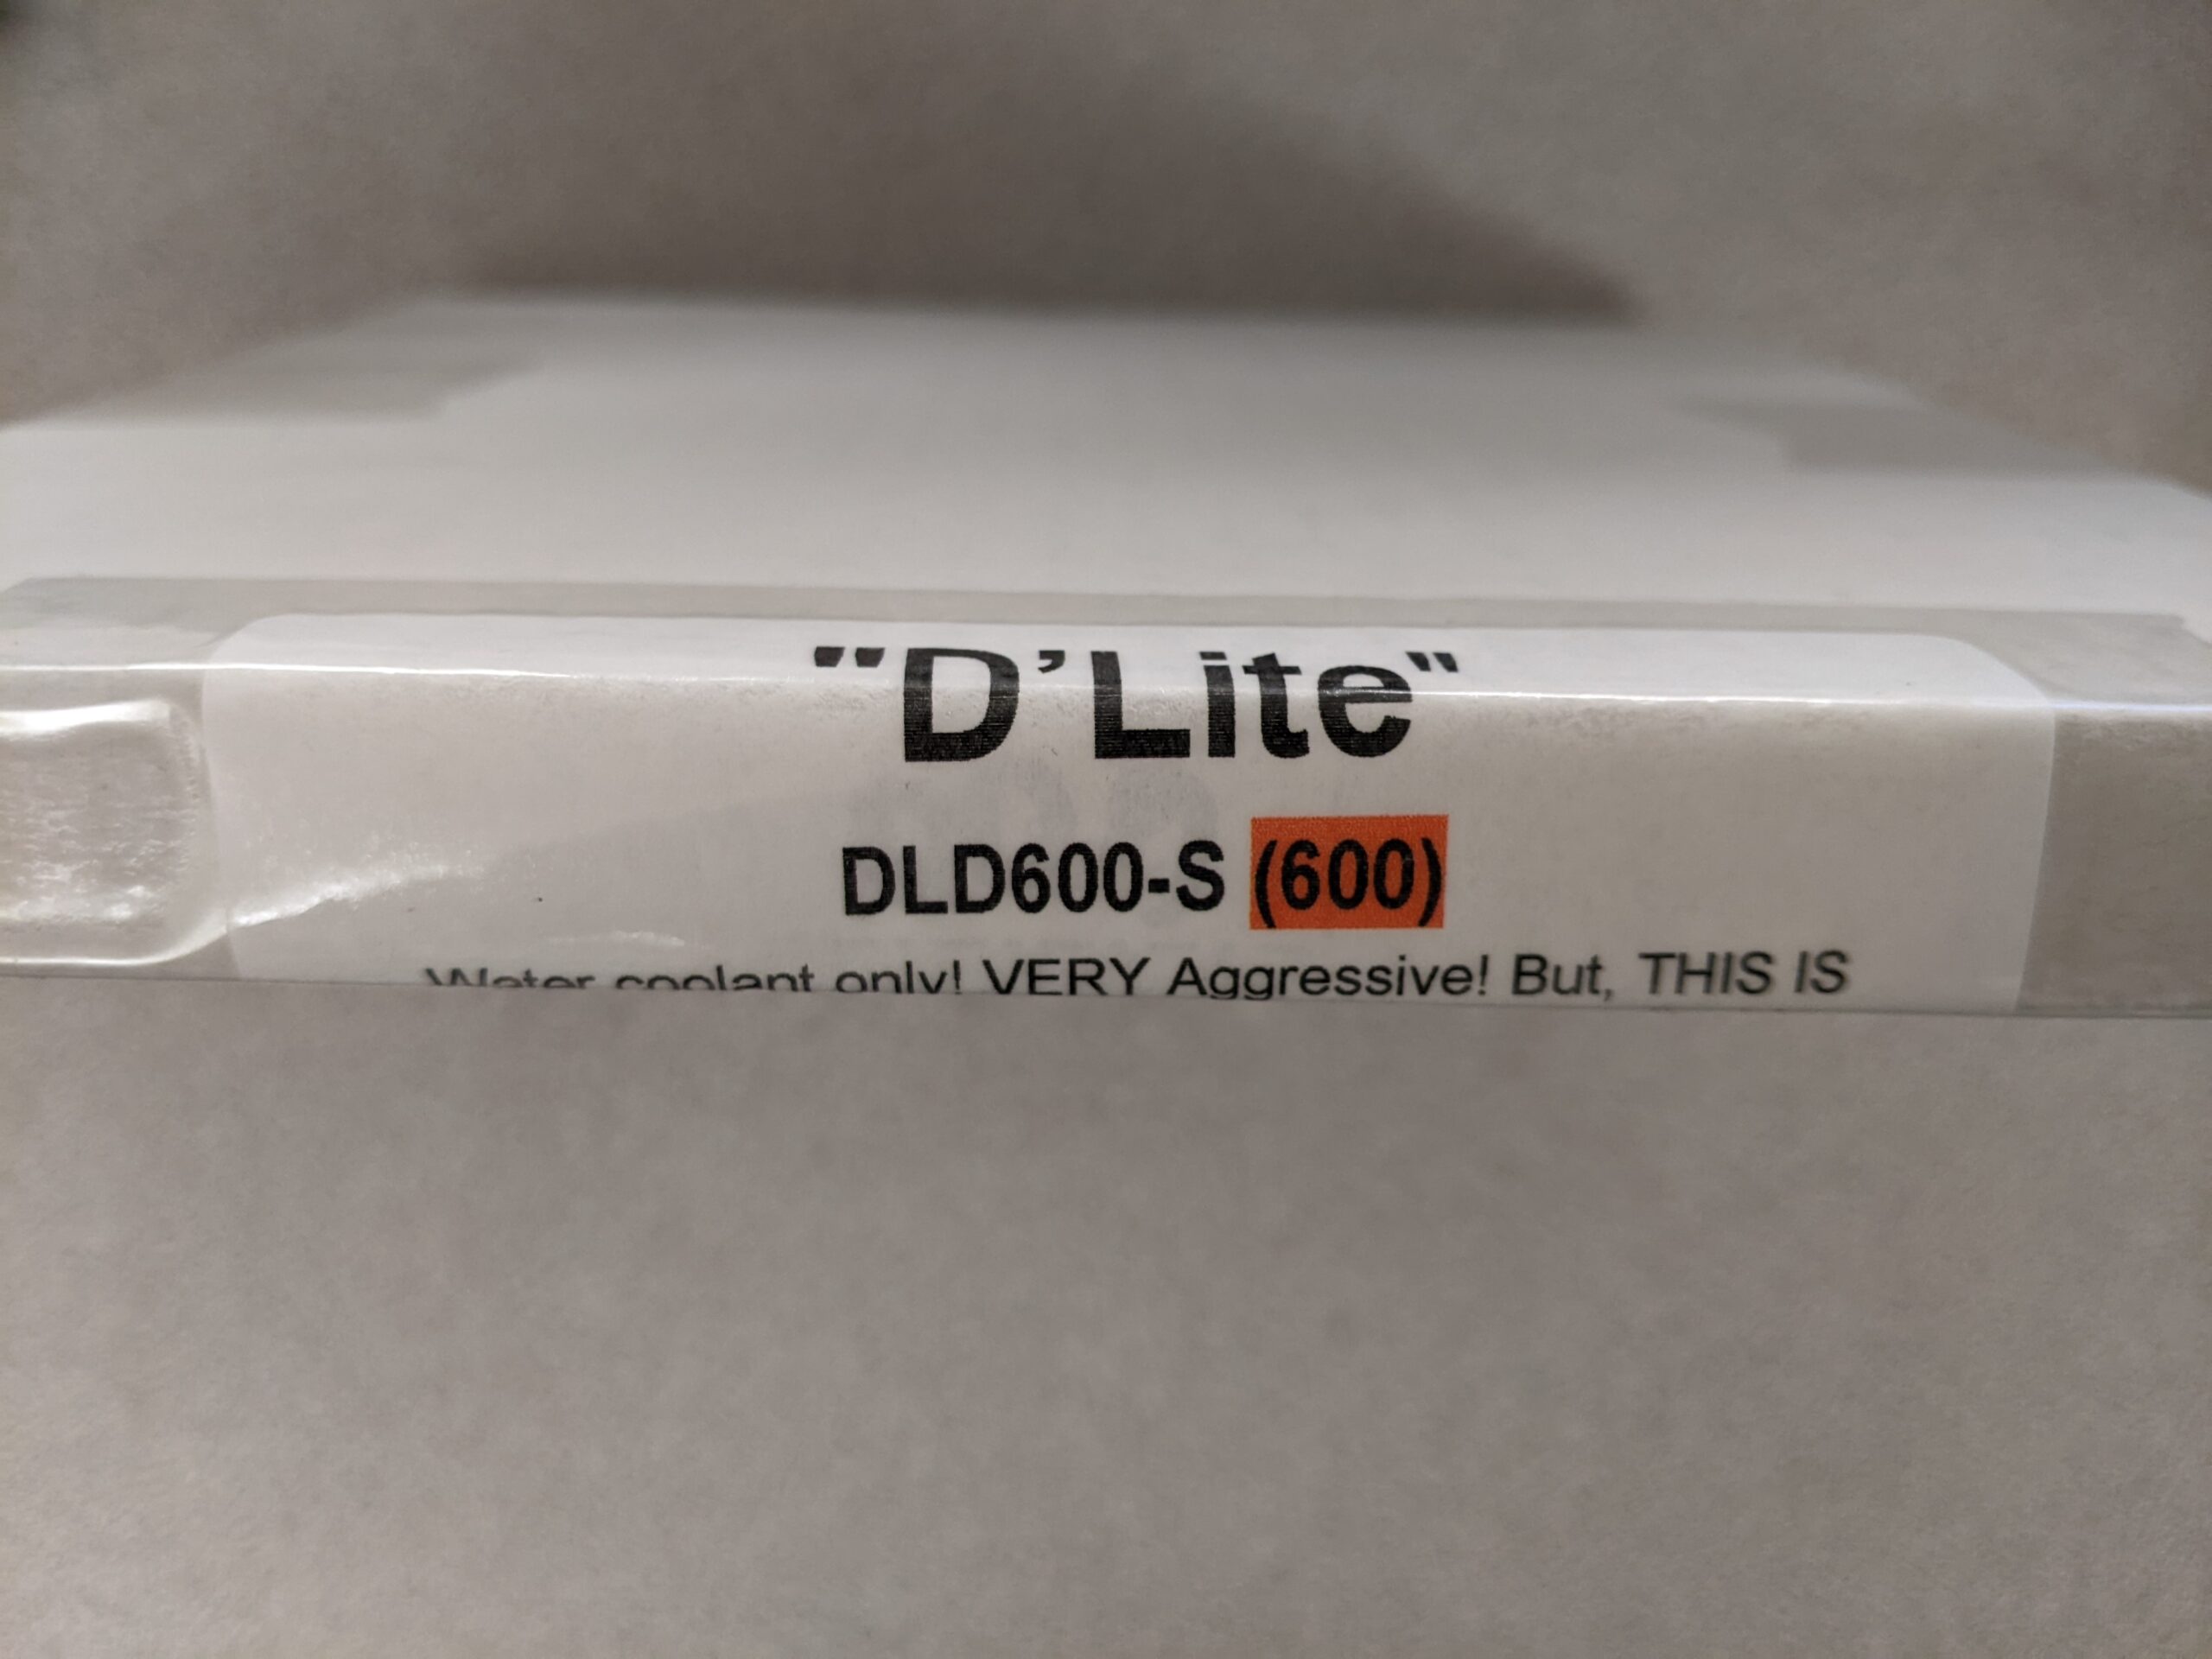 "D'Lite"
DLD600-S (600)
Water coolant only! VERY Aggressive! But, THIS IS